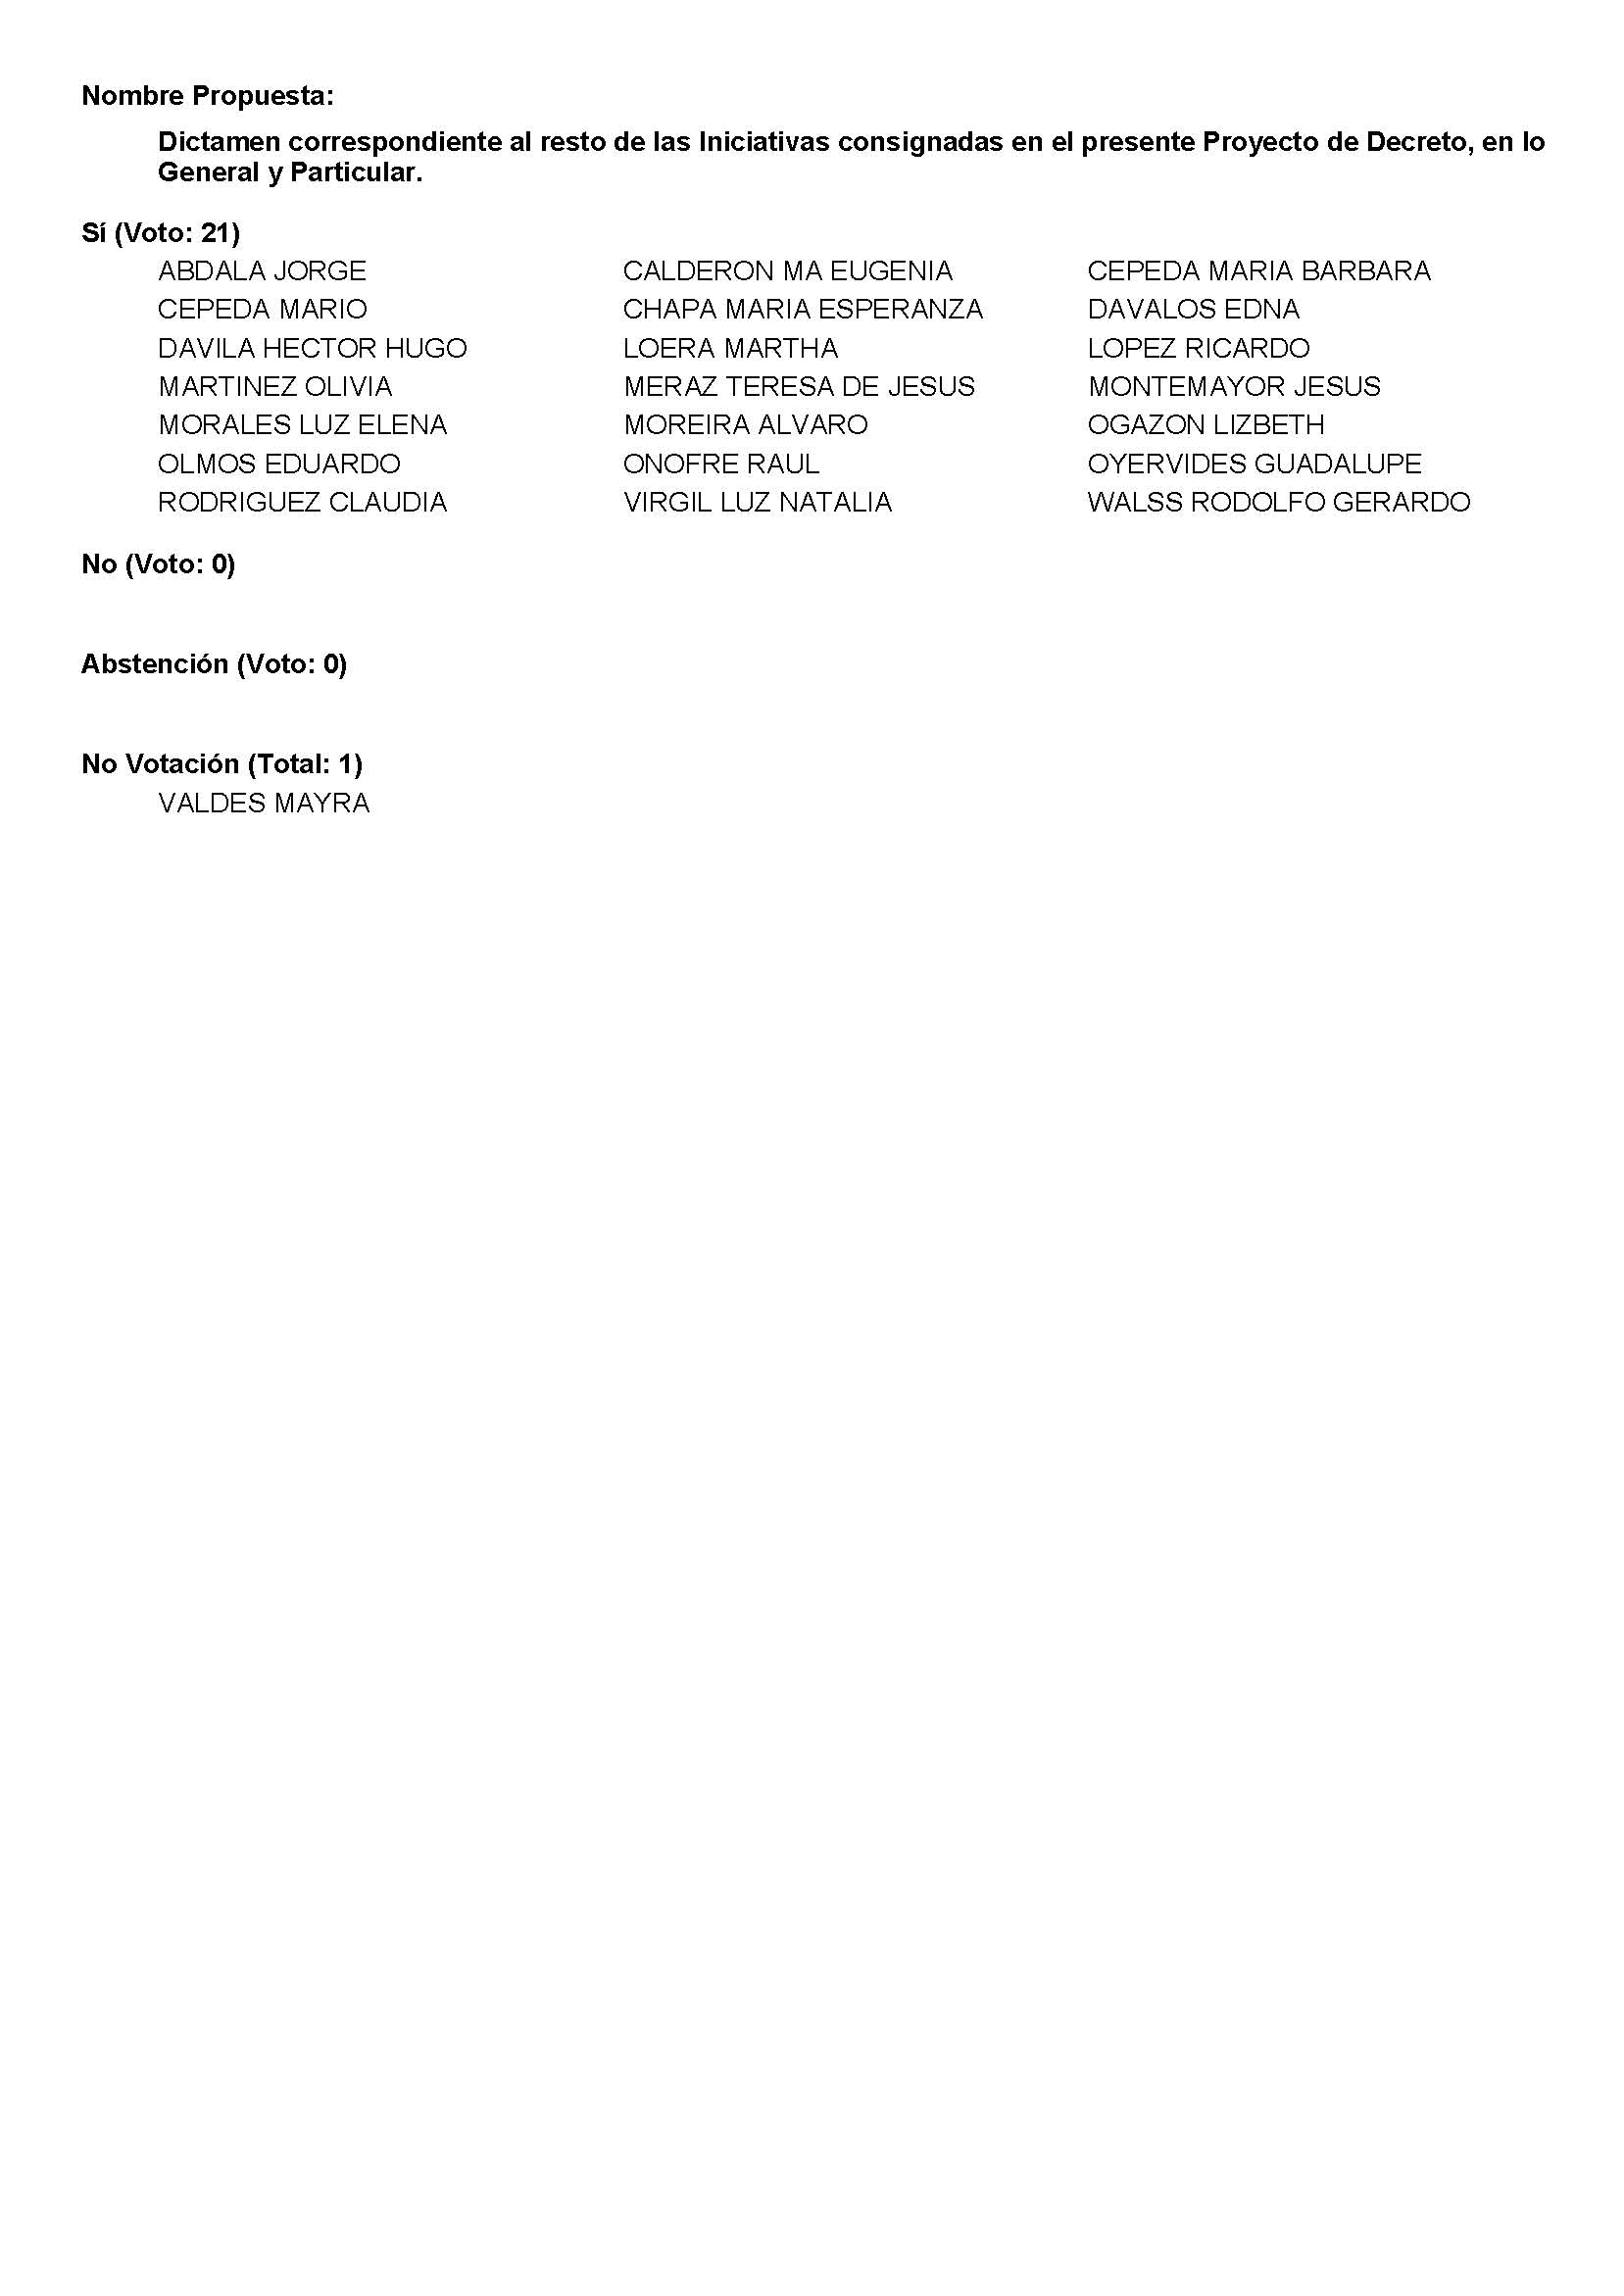 Nombre Propuesta:
Dictamen correspondiente al resto de las Iniciativas consignadas en el presente Proyecto de Decreto, en lo
General y Particular.
Sí (Voto: 21)
ABDALA JORGE CALDERON MA EUGENIA CEPEDA MARIA BARBARA
CEPEDA MARIO CHAPA MARIA ESPERANZA DAVALOS EDNA
DAVILA HECTOR HUGO LOERA MARTHA LOPEZ RICARDO
MARTINEZ OLIVIA MERAZ TERESA DE JESUS MONTEMAYOR JESUS
MORALES LUZ ELENA MOREIRA ALVARO OGAZON LIZBETH
OLMOS EDUARDO ONOFRE RAUL OYERVIDES GUADALUPE
RODRIGUEZ CLAUDIA VIRGIL LUZ NATALIA WALSS RODOLFO GERARDO
No (Voto: 0)
Abstención (Voto: 0)
No Votación (Total: 1)
VALDES MAYRA